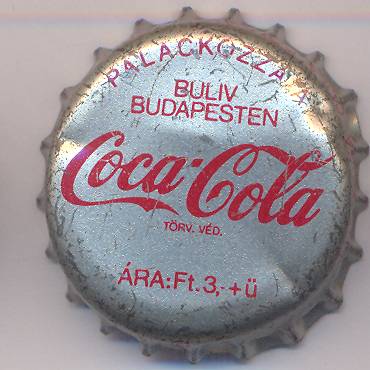 PALACKOZZA
BULIV
BUDAPESTEN
Coca-Cola
TÖRV. VÉD.
ÁRA:Ft.3,-+ü